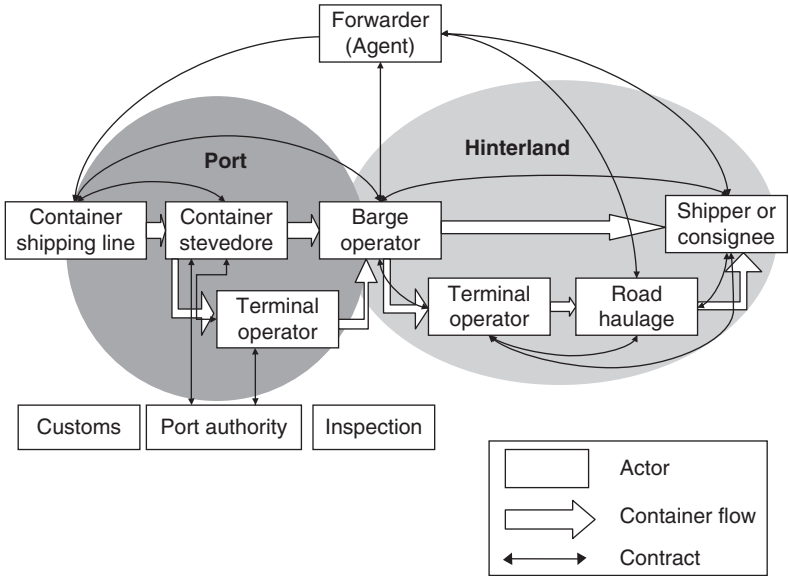 Forwarder
(Agent)
Port
Hinterland
Container
shipping line
Container
stevedore
Barge
operator
Shipper or
consignee
Terminal
operator
Terminal
operator
Road
haulage
Customs
Port authority
Inspection
Actor
Container flow
Contract